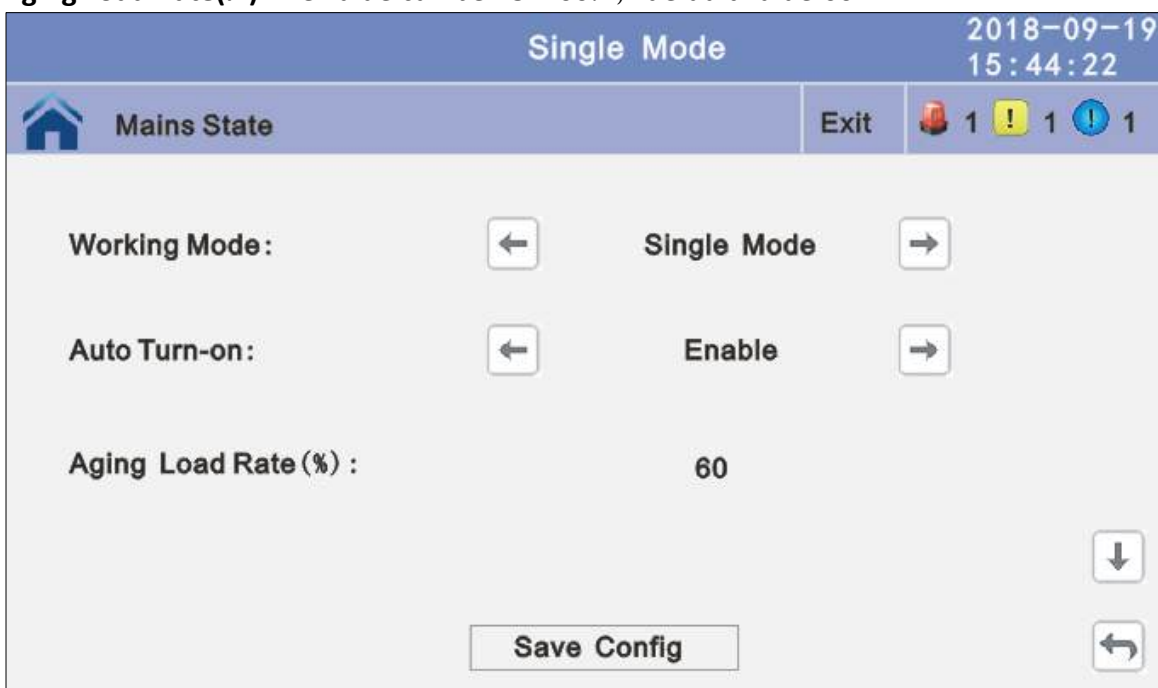 Single Mode
2018-09-19
15:44:22
Mains State
Exit
1
1
1
Working Mode:
Single Mode
Auto Turn-on:
Enable
Aging Load Rate(%):
60
Save Config